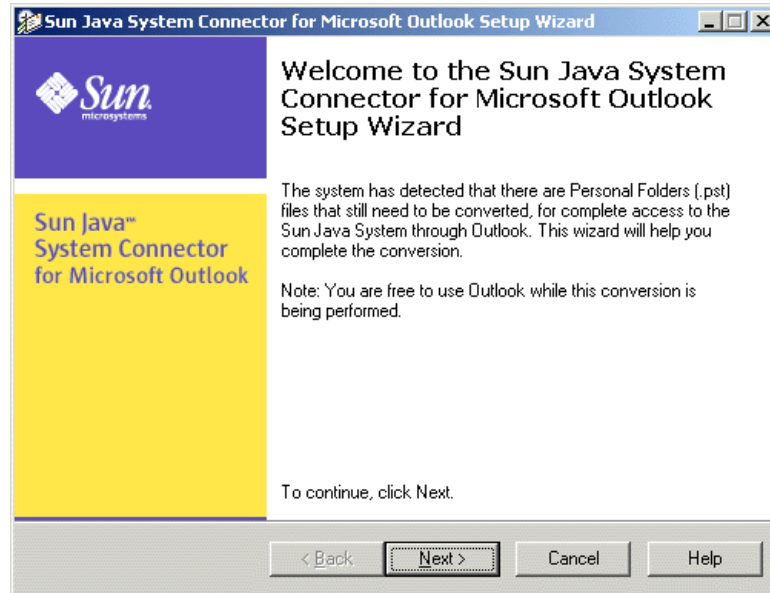 Sun Java System Connector for Microsoft Outlook Setup Wizard
Sun
microsystems
Welcome to the Sun Java System
Connector for Microsoft Outlook
Setup Wizard
Sun Java™
System Connector
for Microsoft Outlook
The system has detected that there are Personal Folders (.pst)
files that still need to be converted, for complete access to the
Sun Java System through Outlook. This wizard will help you
complete the conversion.
Note: You are free to use Outlook while this conversion is
being performed.
To continue, click Next.
< Back
Next >
Cancel
Help